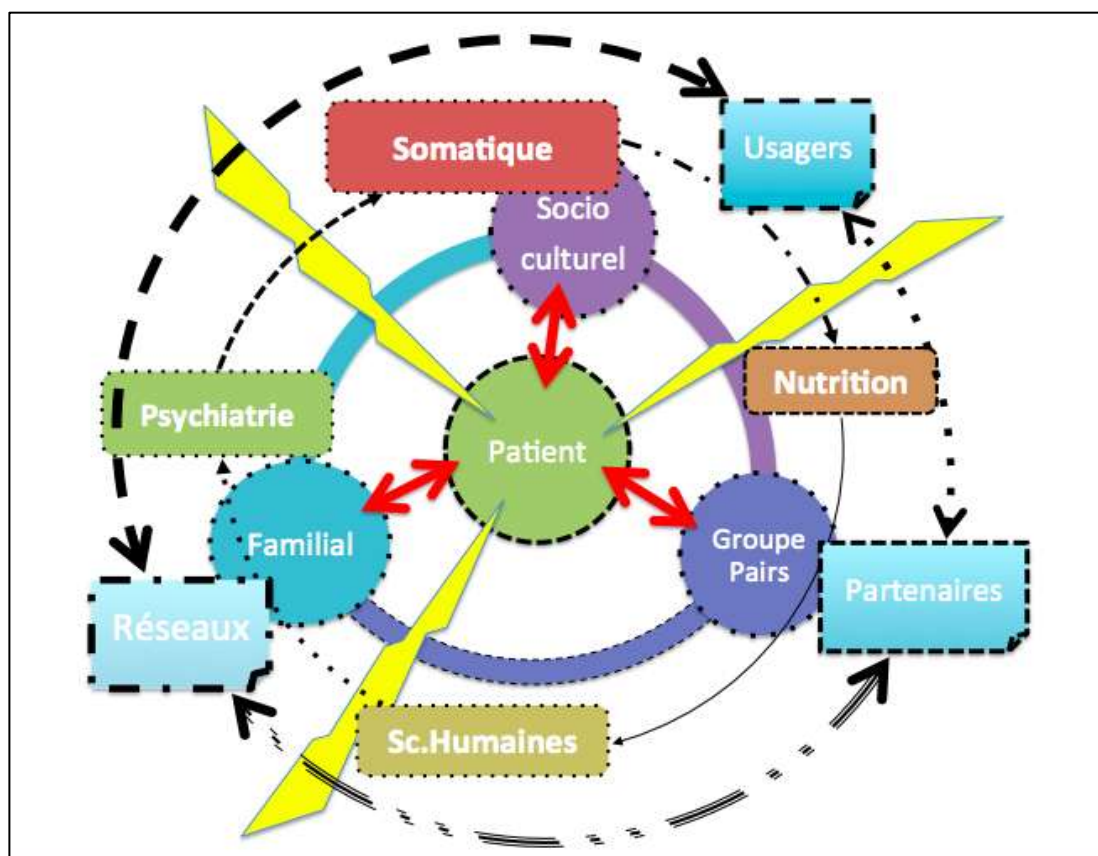 Somatique
Usagers
Socio
culturel
Nutrition
Psychiatrie
Patient
Familial
Groupe
Pairs
Partenaires
Réseaux
Sc.Humaines